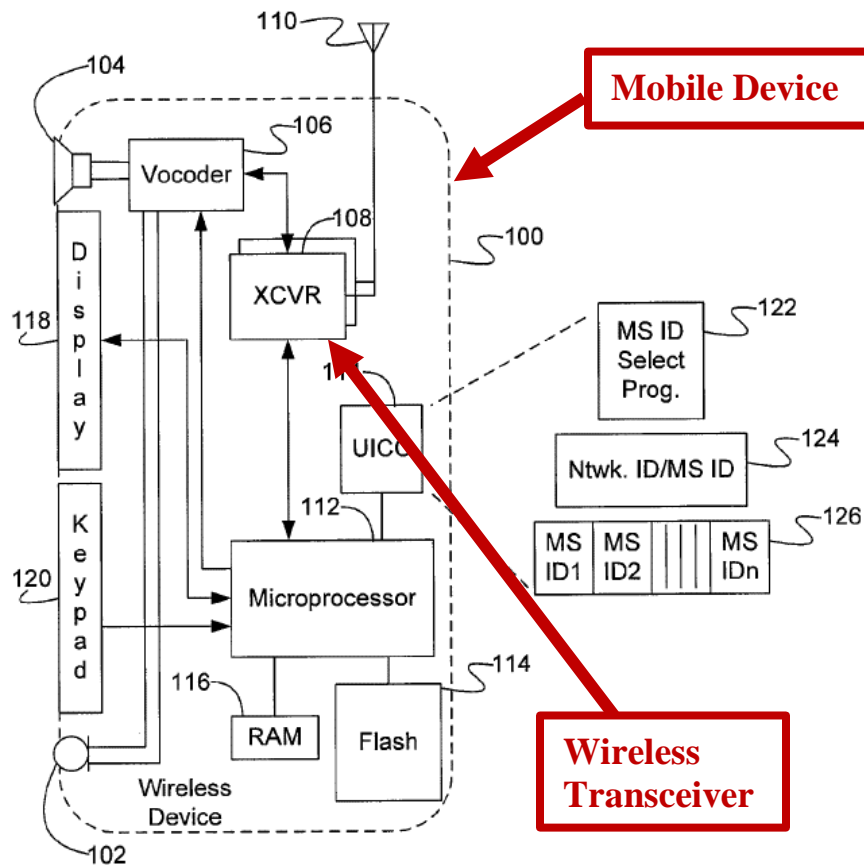 110
104
Mobile Device
106
Vocoder
108
100
XCVR
Display
118
122
MS ID
Select
Prog.
UICC
124
Ntwk. ID/MS ID
112
126
MS ID1
MS ID2
MS IDn
Keypad
120
Microprocessor
116
114
RAM
Flash
Wireless
Transceiver
Wireless
Device
102